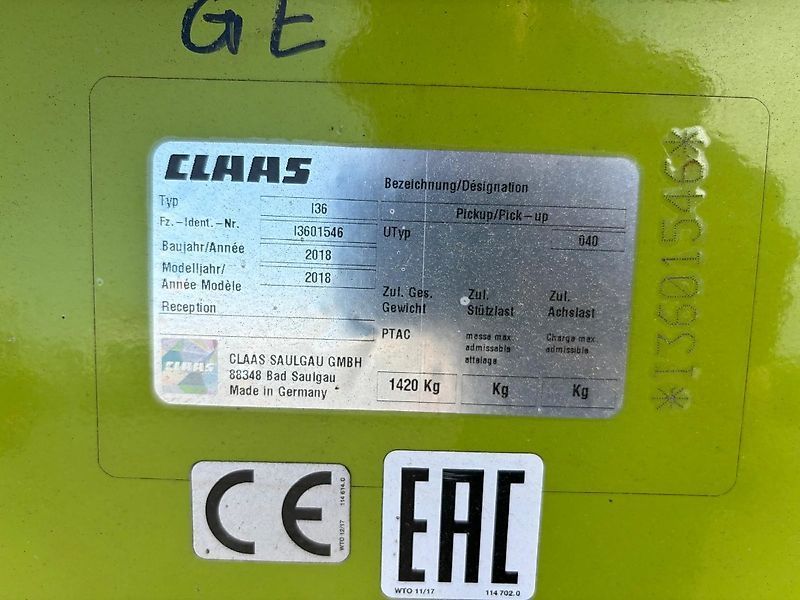 GE
CLAAS
Bezeichnung/Désignation
Typ I36 Pickup/Pick-up
Fz.-Ident.-Nr. I3601546 UTyp 040
Baujahr/Année 2018
Modelljahr/
Année Modèle 2018
Reception
Zul. Ges. Gewicht
Zul. Stützlast
Zul. Achslast
PTAC
masse max admissable attelage
Charge max admissible
1420 Kg Kg Kg
CLAAS
CLAAS SAULGAU GMBH
88348 Bad Saulgau
Made in Germany
*I3601546*
CE
WTO 12/17 114 614.0
EAC
WTO 11/17 114 702.0